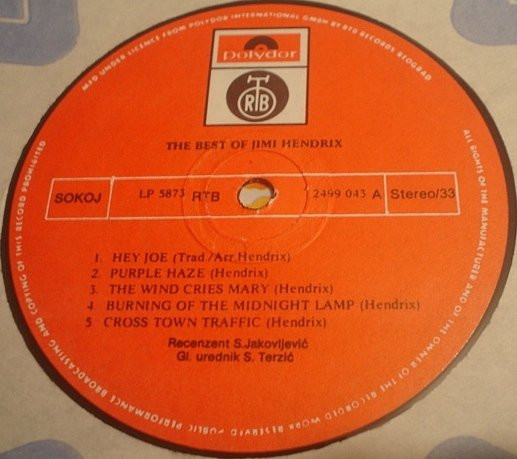 MFD UNDER LICENCE FROM POLYDOR INTERNATIONAL GMBH BY RTB RECORDS BEOGRAD
polydor
RTB
THE BEST OF JIMI HENDRIX
SOKOJ
LP 5873 RTB
2499 043 A
Stereo/33
1. HEY JOE (Trad./Arr. Hendrix)
2. PURPLE HAZE (Hendrix)
3. THE WIND CRIES MARY (Hendrix)
4 BURNING OF THE MIDNIGHT LAMP (Hendrix)
5 CROSS TOWN TRAFFIC (Hendrix)
Recenzent S.Jakovljević
Gl. urednik S. Terzić
ALL RIGHTS OF THE MANUFACTURER AND OF THE OWNER OF THE RECORDED WORK RESERVED PUBLIC PERFORMANCE BROADCASTING AND COPYING OF THIS RECORD PROHIBITED